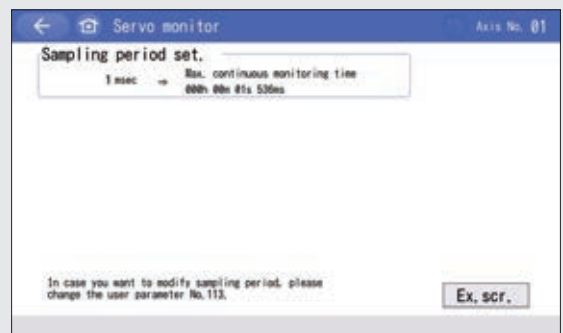 Servo monitor
Axis No. 01
Sampling period set.
1 msec → Max. continuous monitoring time
000h 00m 01s 536ms
In case you want to modify sampling period, please
change the user parameter No.113.
Ex. scr.